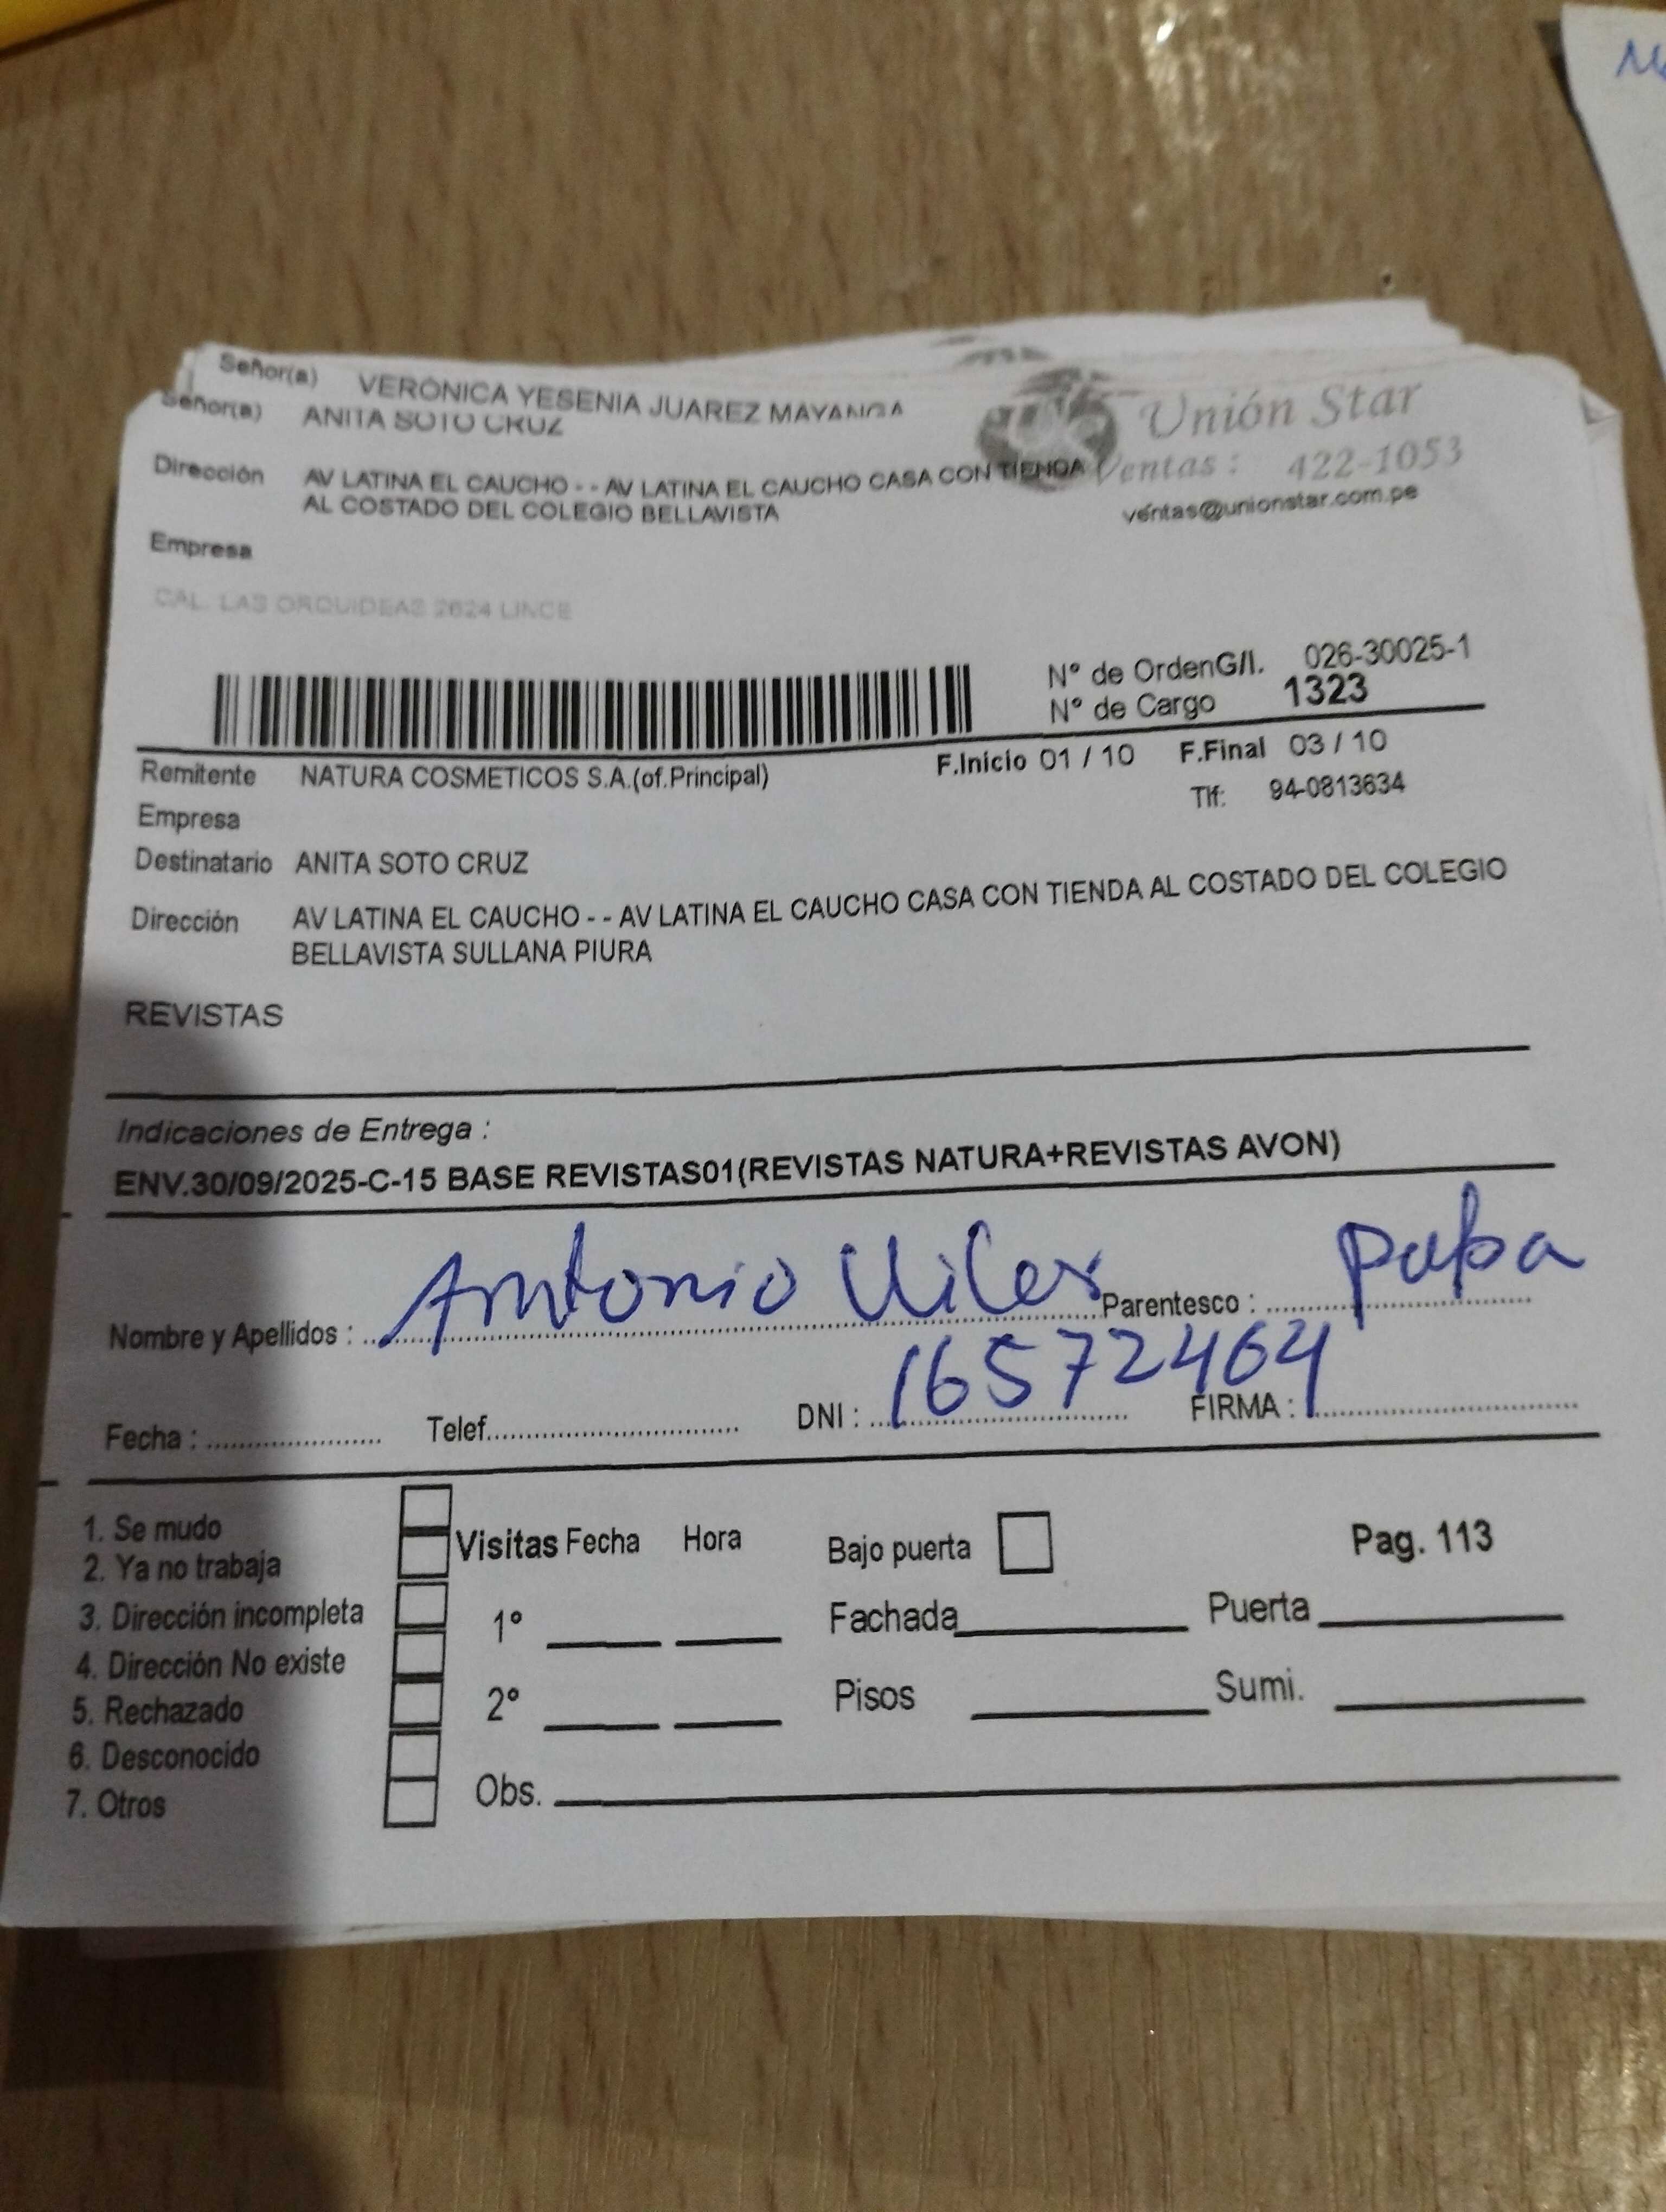 Señor(a) VERONICA YESENIA JUAREZ MAYANGA
Señor(a) ANITA SOTO CRUZ
Unión Star
Dirección AV LATINA EL CAUCHO - - AV LATINA EL CAUCHO CASA CON TIENDA
AL COSTADO DEL COLEGIO BELLAVISTA
Ventas : 422-1053
ventas@unionstar.com.pe
Empresa
CAL. LAS ORQUIDEAS 2624 LINCE
N° de OrdenG/I. 026-30025-1
N° de Cargo 1323
Remitente NATURA COSMETICOS S.A.(of.Principal) F.Inicio 01 / 10 F.Final 03 / 10
Empresa Tlf: 94-0813634
Destinatario ANITA SOTO CRUZ
Dirección AV LATINA EL CAUCHO - - AV LATINA EL CAUCHO CASA CON TIENDA AL COSTADO DEL COLEGIO
BELLAVISTA SULLANA PIURA
REVISTAS
Indicaciones de Entrega :
ENV.30/09/2025-C-15 BASE REVISTAS01(REVISTAS NATURA+REVISTAS AVON)
Nombre y Apellidos : Antonio Parentesco : papa
Fecha : Telef. DNI : 16572464 FIRMA :
1. Se mudo
2. Ya no trabaja
3. Dirección incompleta
4. Dirección No existe
5. Rechazado
6. Desconocido
7. Otros
Visitas Fecha Hora
1°
2°
Obs.
Bajo puerta
Pag. 113
Fachada Puerta
Pisos Sumi.